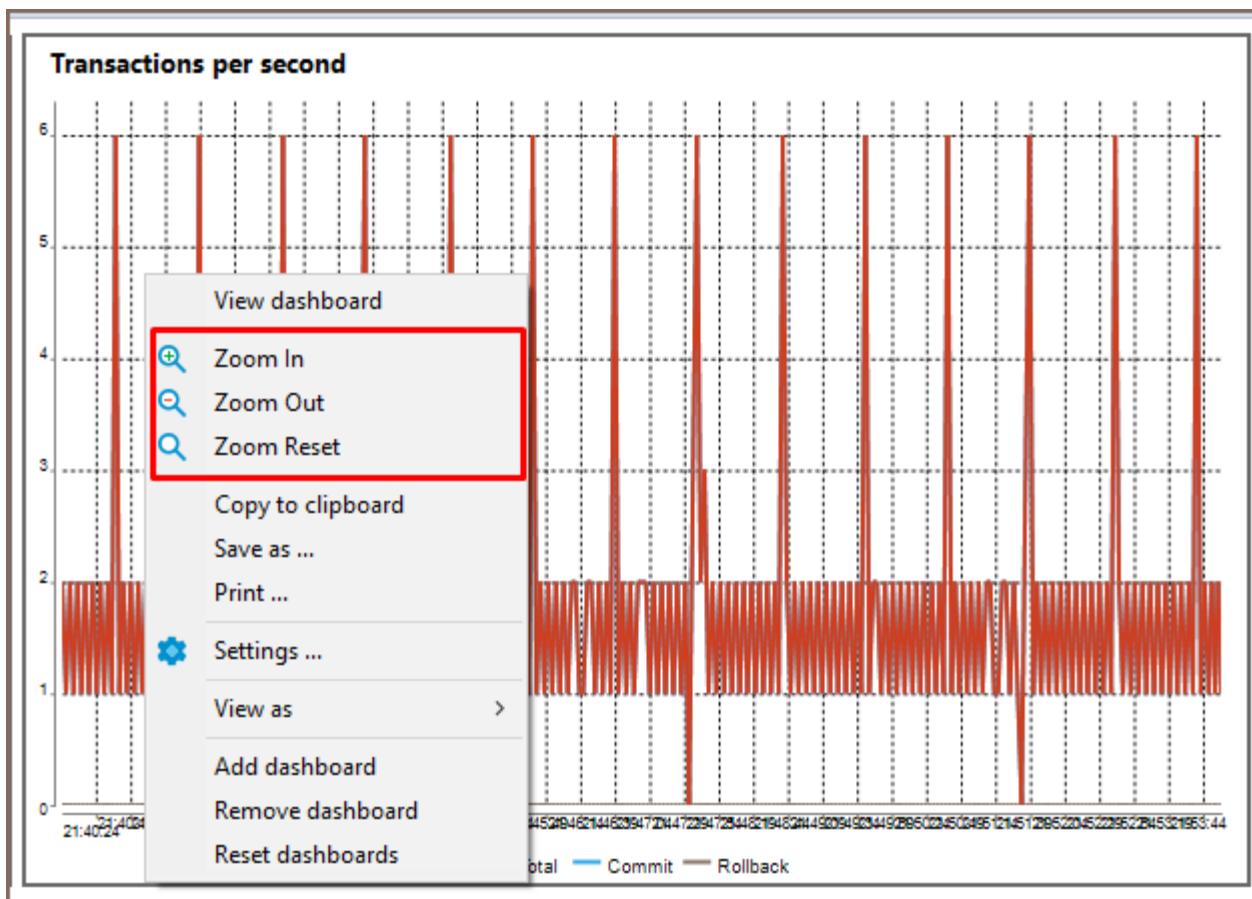 Transactions per second
6
5
4
3
2
1
0
View dashboard
Zoom In
Zoom Out
Zoom Reset
Copy to clipboard
Save as ...
Print ...
Settings ...
View as
Add dashboard
Remove dashboard
Reset dashboards
21:40:24
Commit
Rollback